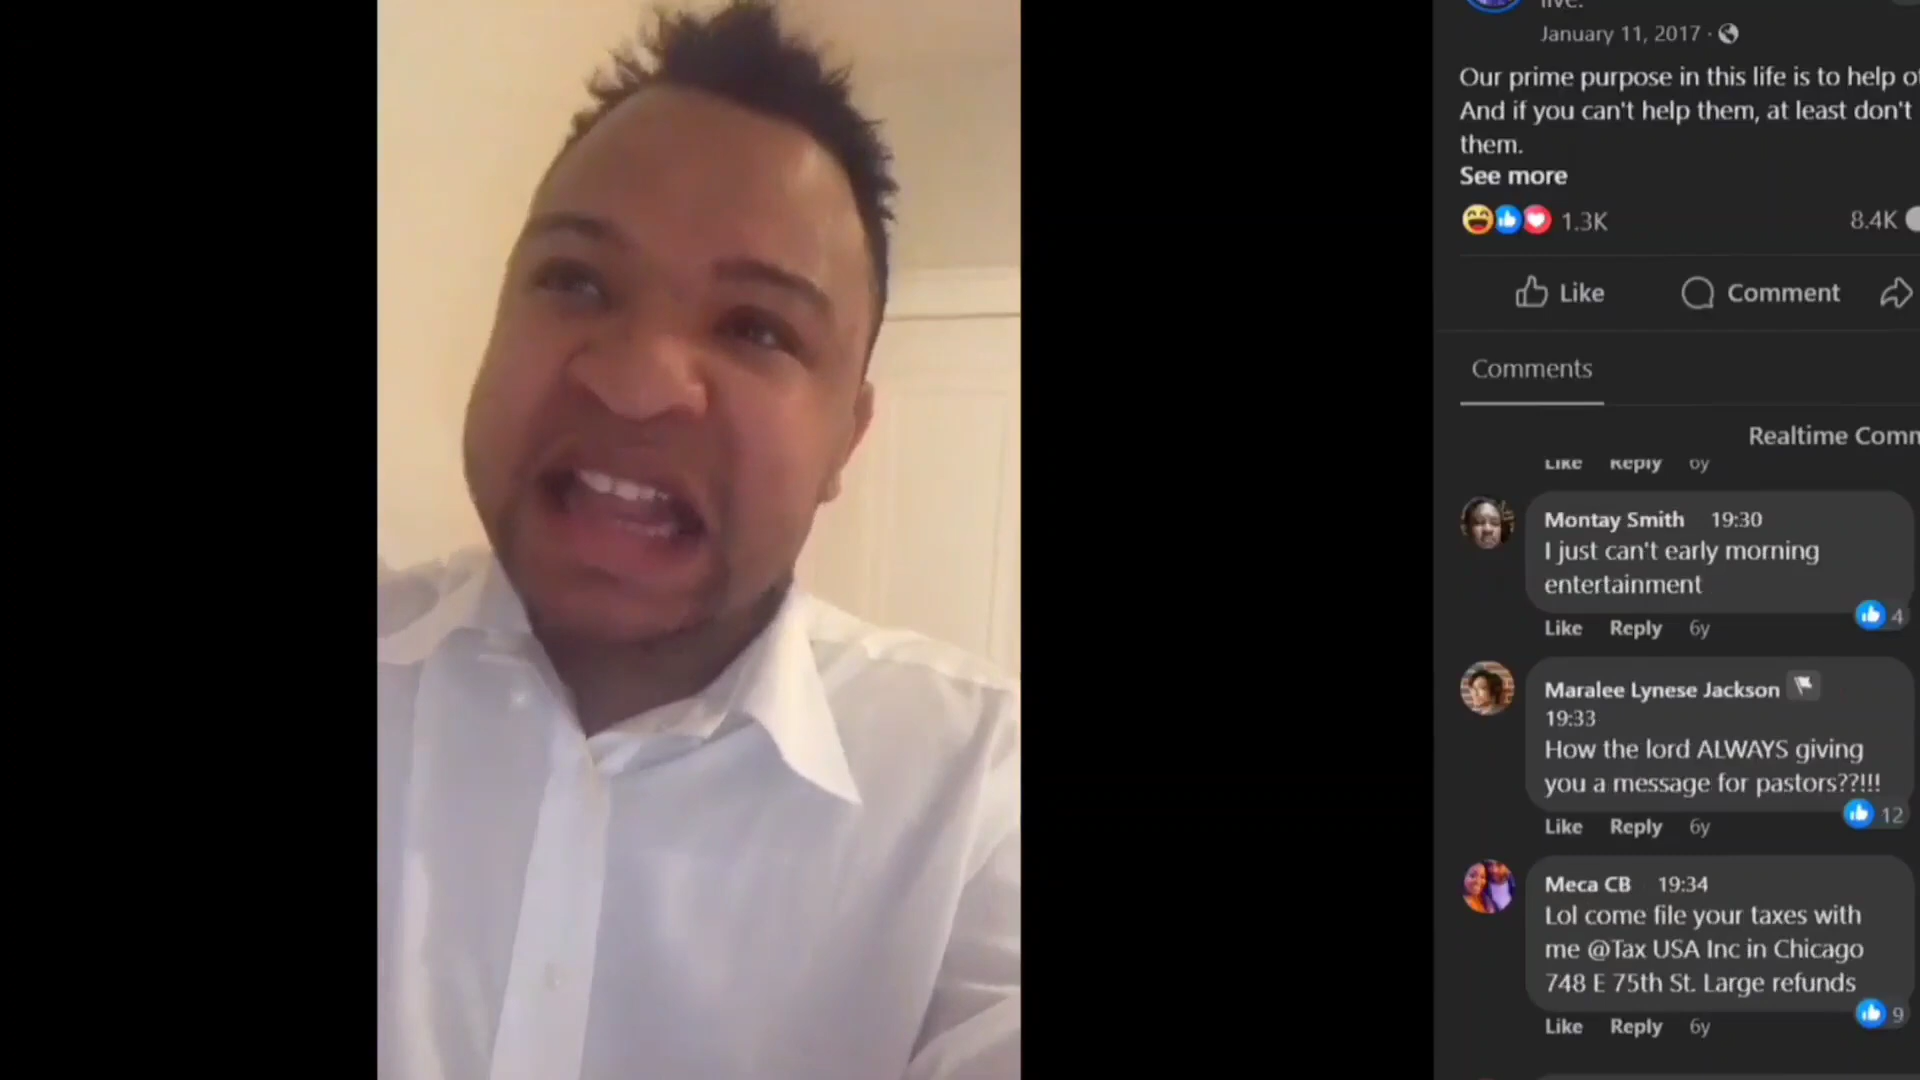 live.
January 11, 2017 ·
Our prime purpose in this life is to help
And if you can't help them, at least don't
them.
See more
1.3K
8.4K
Like
Comment
Comments
Realtime
Like Reply 6y
Montay Smith 19:30
I just can't early morning
entertainment
4
Like Reply 6y
Maralee Lynese Jackson
19:33
How the lord ALWAYS giving
you a message for pastors??!!!
12
Like Reply 6y
Meca CB 19:34
Lol come file your taxes with
me @Tax USA Inc in Chicago
748 E 75th St. Large refunds
9
Like Reply 6y